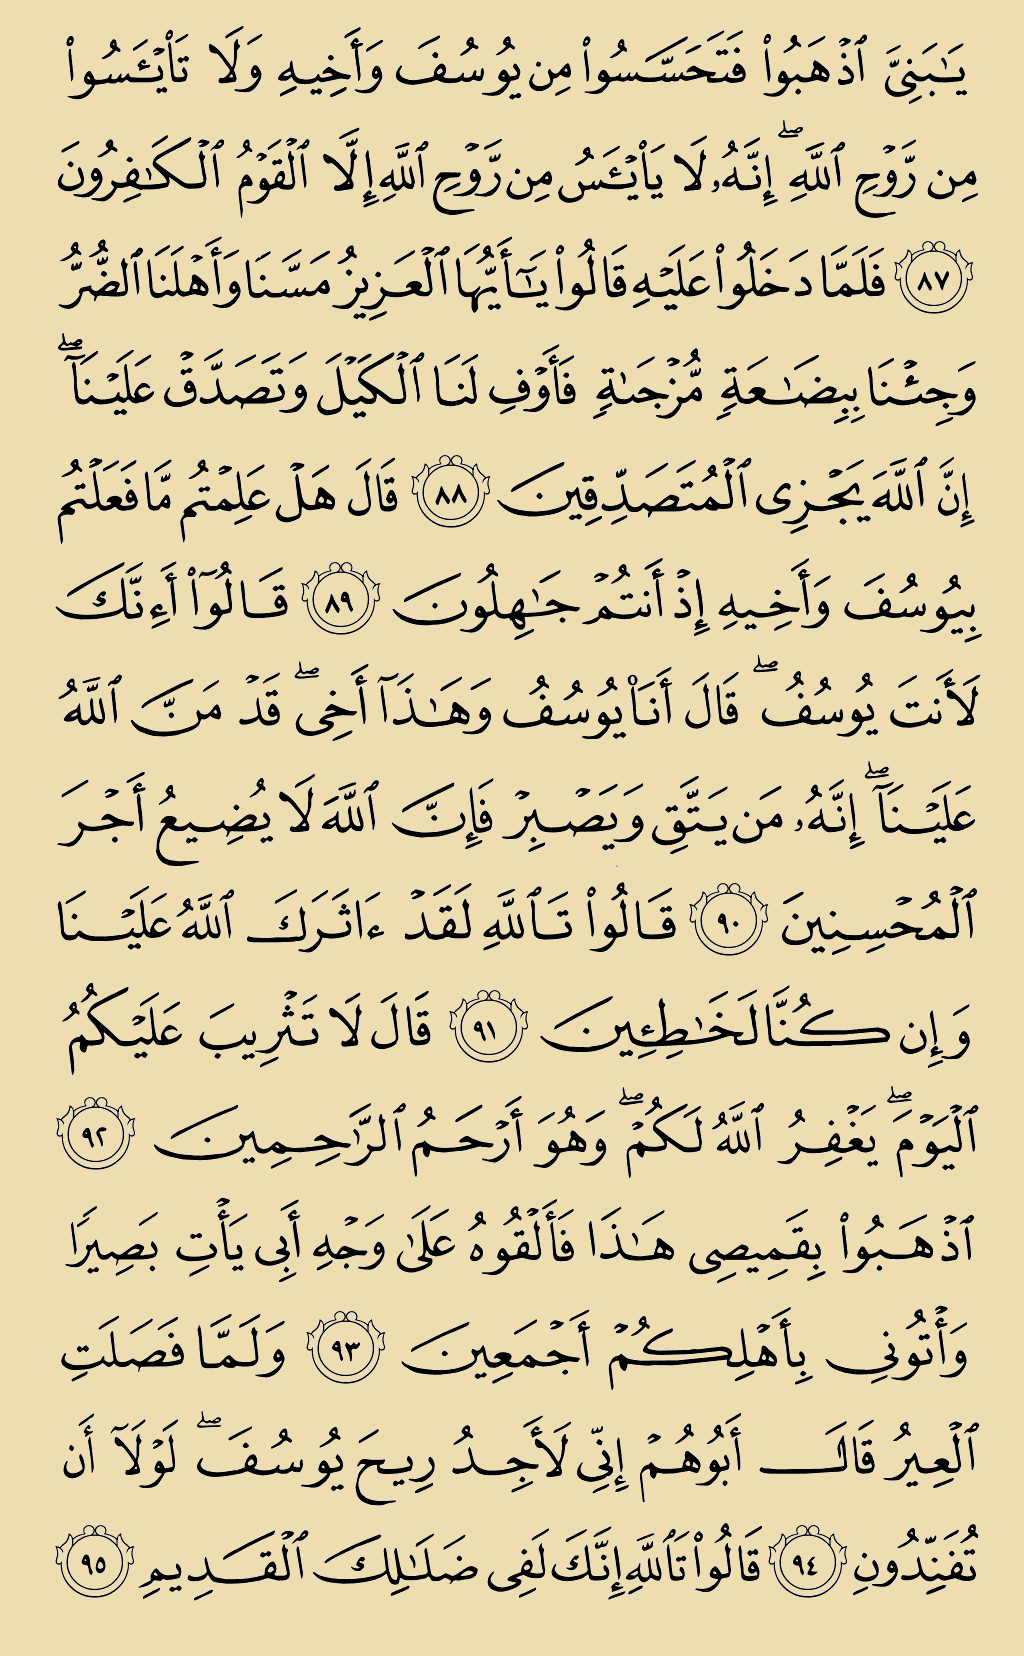 يَـٰبَنِىَّ ٱذْهَبُوا۟ فَتَحَسَّسُوا۟ مِن يُوسُفَ وَأَخِيهِ وَلَا تَا۟يْـَٔسُوا۟
مِن رَّوْحِ ٱللَّهِ ۖ إِنَّهُۥ لَا يَا۟يْـَٔسُ مِن رَّوْحِ ٱللَّهِ إِلَّا ٱلْقَوْمُ ٱلْكَـٰفِرُونَ
٨٧ فَلَمَّا دَخَلُوا۟ عَلَيْهِ قَالُوا۟ يَـٰٓأَيُّهَا ٱلْعَزِيزُ مَسَّنَا وَأَهْلَنَا ٱلضُّرُّ
وَجِئْنَا بِبِضَـٰعَةٍ مُّزْجَىٰةٍ فَأَوْفِ لَنَا ٱلْكَيْلَ وَتَصَدَّقْ عَلَيْنَآ ۖ
إِنَّ ٱللَّهَ يَجْزِى ٱلْمُتَصَدِّقِينَ ٨٨ قَالَ هَلْ عَلِمْتُم مَّا فَعَلْتُم
بِيُوسُفَ وَأَخِيهِ إِذْ أَنتُمْ جَـٰهِلُونَ ٨٩ قَالُوٓا۟ أَءِنَّكَ
لَأَنتَ يُوسُفُ ۖ قَالَ أَنَا۠ يُوسُفُ وَهَـٰذَآ أَخِى ۖ قَدْ مَنَّ ٱللَّهُ
عَلَيْنَآ ۖ إِنَّهُۥ مَن يَتَّقِ وَيَصْبِرْ فَإِنَّ ٱللَّهَ لَا يُضِيعُ أَجْرَ
ٱلْمُحْسِنِينَ ٩٠ قَالُوا۟ تَٱللَّهِ لَقَدْ ءَاثَرَكَ ٱللَّهُ عَلَيْنَا
وَإِن كُنَّا لَخَـٰطِـِٔينَ ٩١ قَالَ لَا تَثْرِيبَ عَلَيْكُمُ
ٱلْيَوْمَ ۖ يَغْفِرُ ٱللَّهُ لَكُمْ ۖ وَهُوَ أَرْحَمُ ٱلرَّٰحِمِينَ ٩٢
ٱذْهَبُوا۟ بِقَمِيصِى هَـٰذَا فَأَلْقُوهُ عَلَىٰ وَجْهِ أَبِى يَأْتِ بَصِيرًا
وَأْتُونِى بِأَهْلِكُمْ أَجْمَعِينَ ٩٣ وَلَمَّا فَصَلَتِ
ٱلْعِيرُ قَالَ أَبُوهُمْ إِنِّى لَأَجِدُ رِيحَ يُوسُفَ ۖ لَوْلَآ أَن
تُفَنِّدُونِ ٩٤ قَالُوا۟ تَٱللَّهِ إِنَّكَ لَفِى ضَلَـٰلِكَ ٱلْقَدِيمِ ٩٥